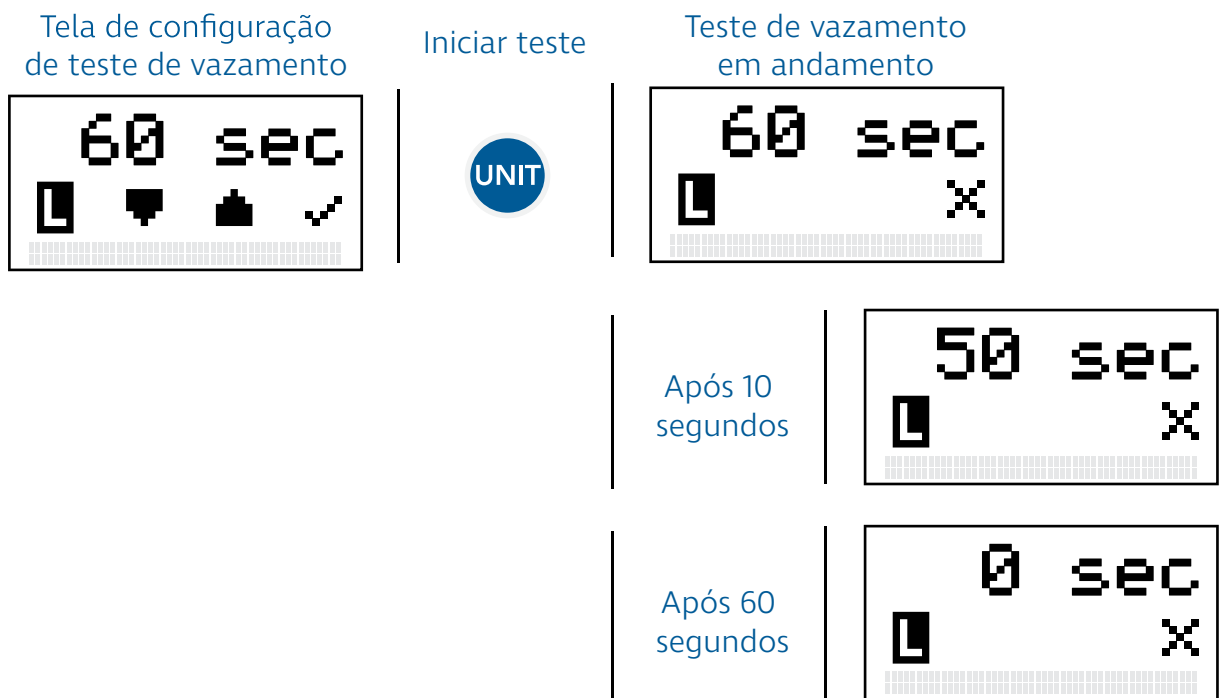 Tela de configuração
de teste de vazamento
60 sec
L
Iniciar teste
UNIT
Teste de vazamento
em andamento
60 sec
L
Após 10
segundos
50 sec
L
Após 60
segundos
0 sec
L